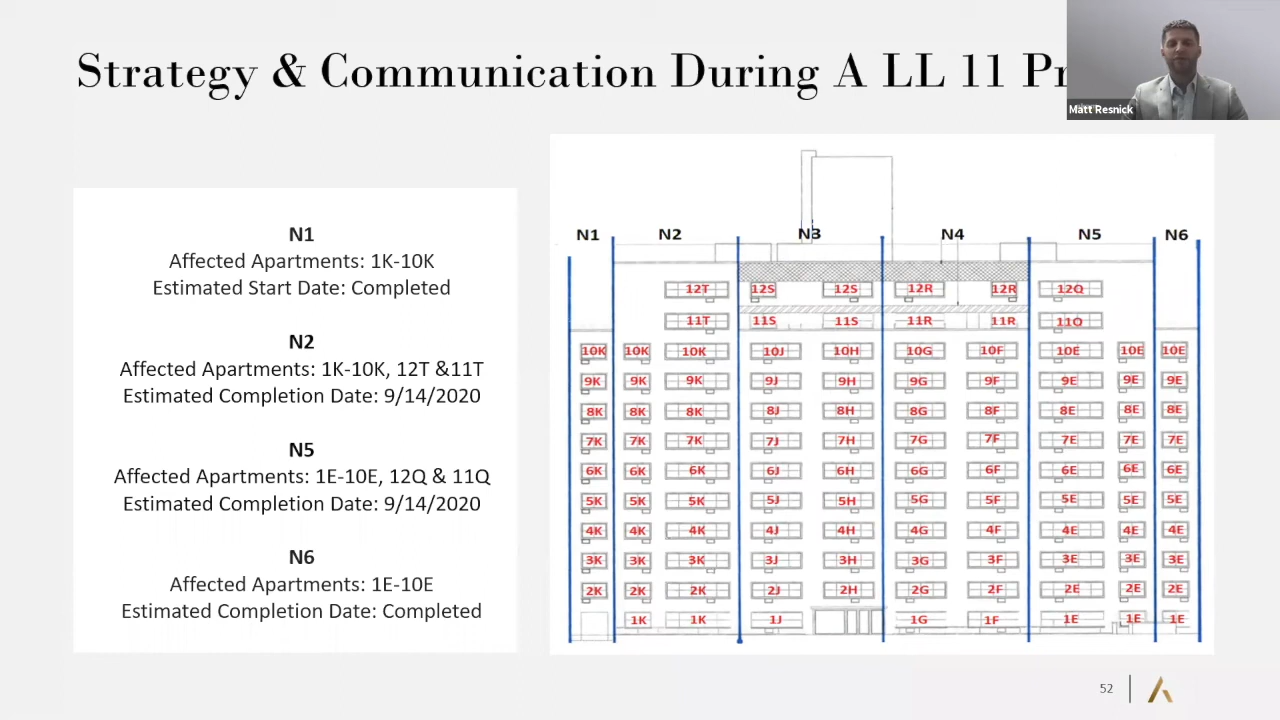 Strategy & Communication During A LL 11
Matt Resnick
N1
Affected Apartments: 1K-10K
Estimated Start Date: Completed
N2
Affected Apartments: 1K-10K, 12T &11T
Estimated Completion Date: 9/14/2020
N5
Affected Apartments: 1E-10E, 12Q & 11Q
Estimated Completion Date: 9/14/2020
N6
Affected Apartments: 1E-10E
Estinated Completion Date: Completed
N1 N2 N3 N4 N5 N6
12T 12S 12S 12R 12R 12Q
11T 11S 11S 11R 11R 11Q
10K 10K 10K 10J 10H 10G 10F 10E 10E 10E
9K 9K 9K 9J 9H 9G 9F 9E 9E 9E
8K 8K 8K 8J 8H 8G 8F 8E 8E 8E
7K 7K 7K 7J 7H 7G 7F 7E 7E 7E
6K 6K 6K 6J 6H 6G 6F 6E 6E 6E
5K 5K 5K 5J 5H 5G 5F 5E 5E 5E
4K 4K 4K 4J 4H 4G 4F 4E 4E 4E
3K 3K 3K 3J 3H 3G 3F 3E 3E 3E
2K 2K 2K 2J 2H 2G 2F 2E 2E 2E
1K 1K 1J 1G 1F 1E 1E 1E
52